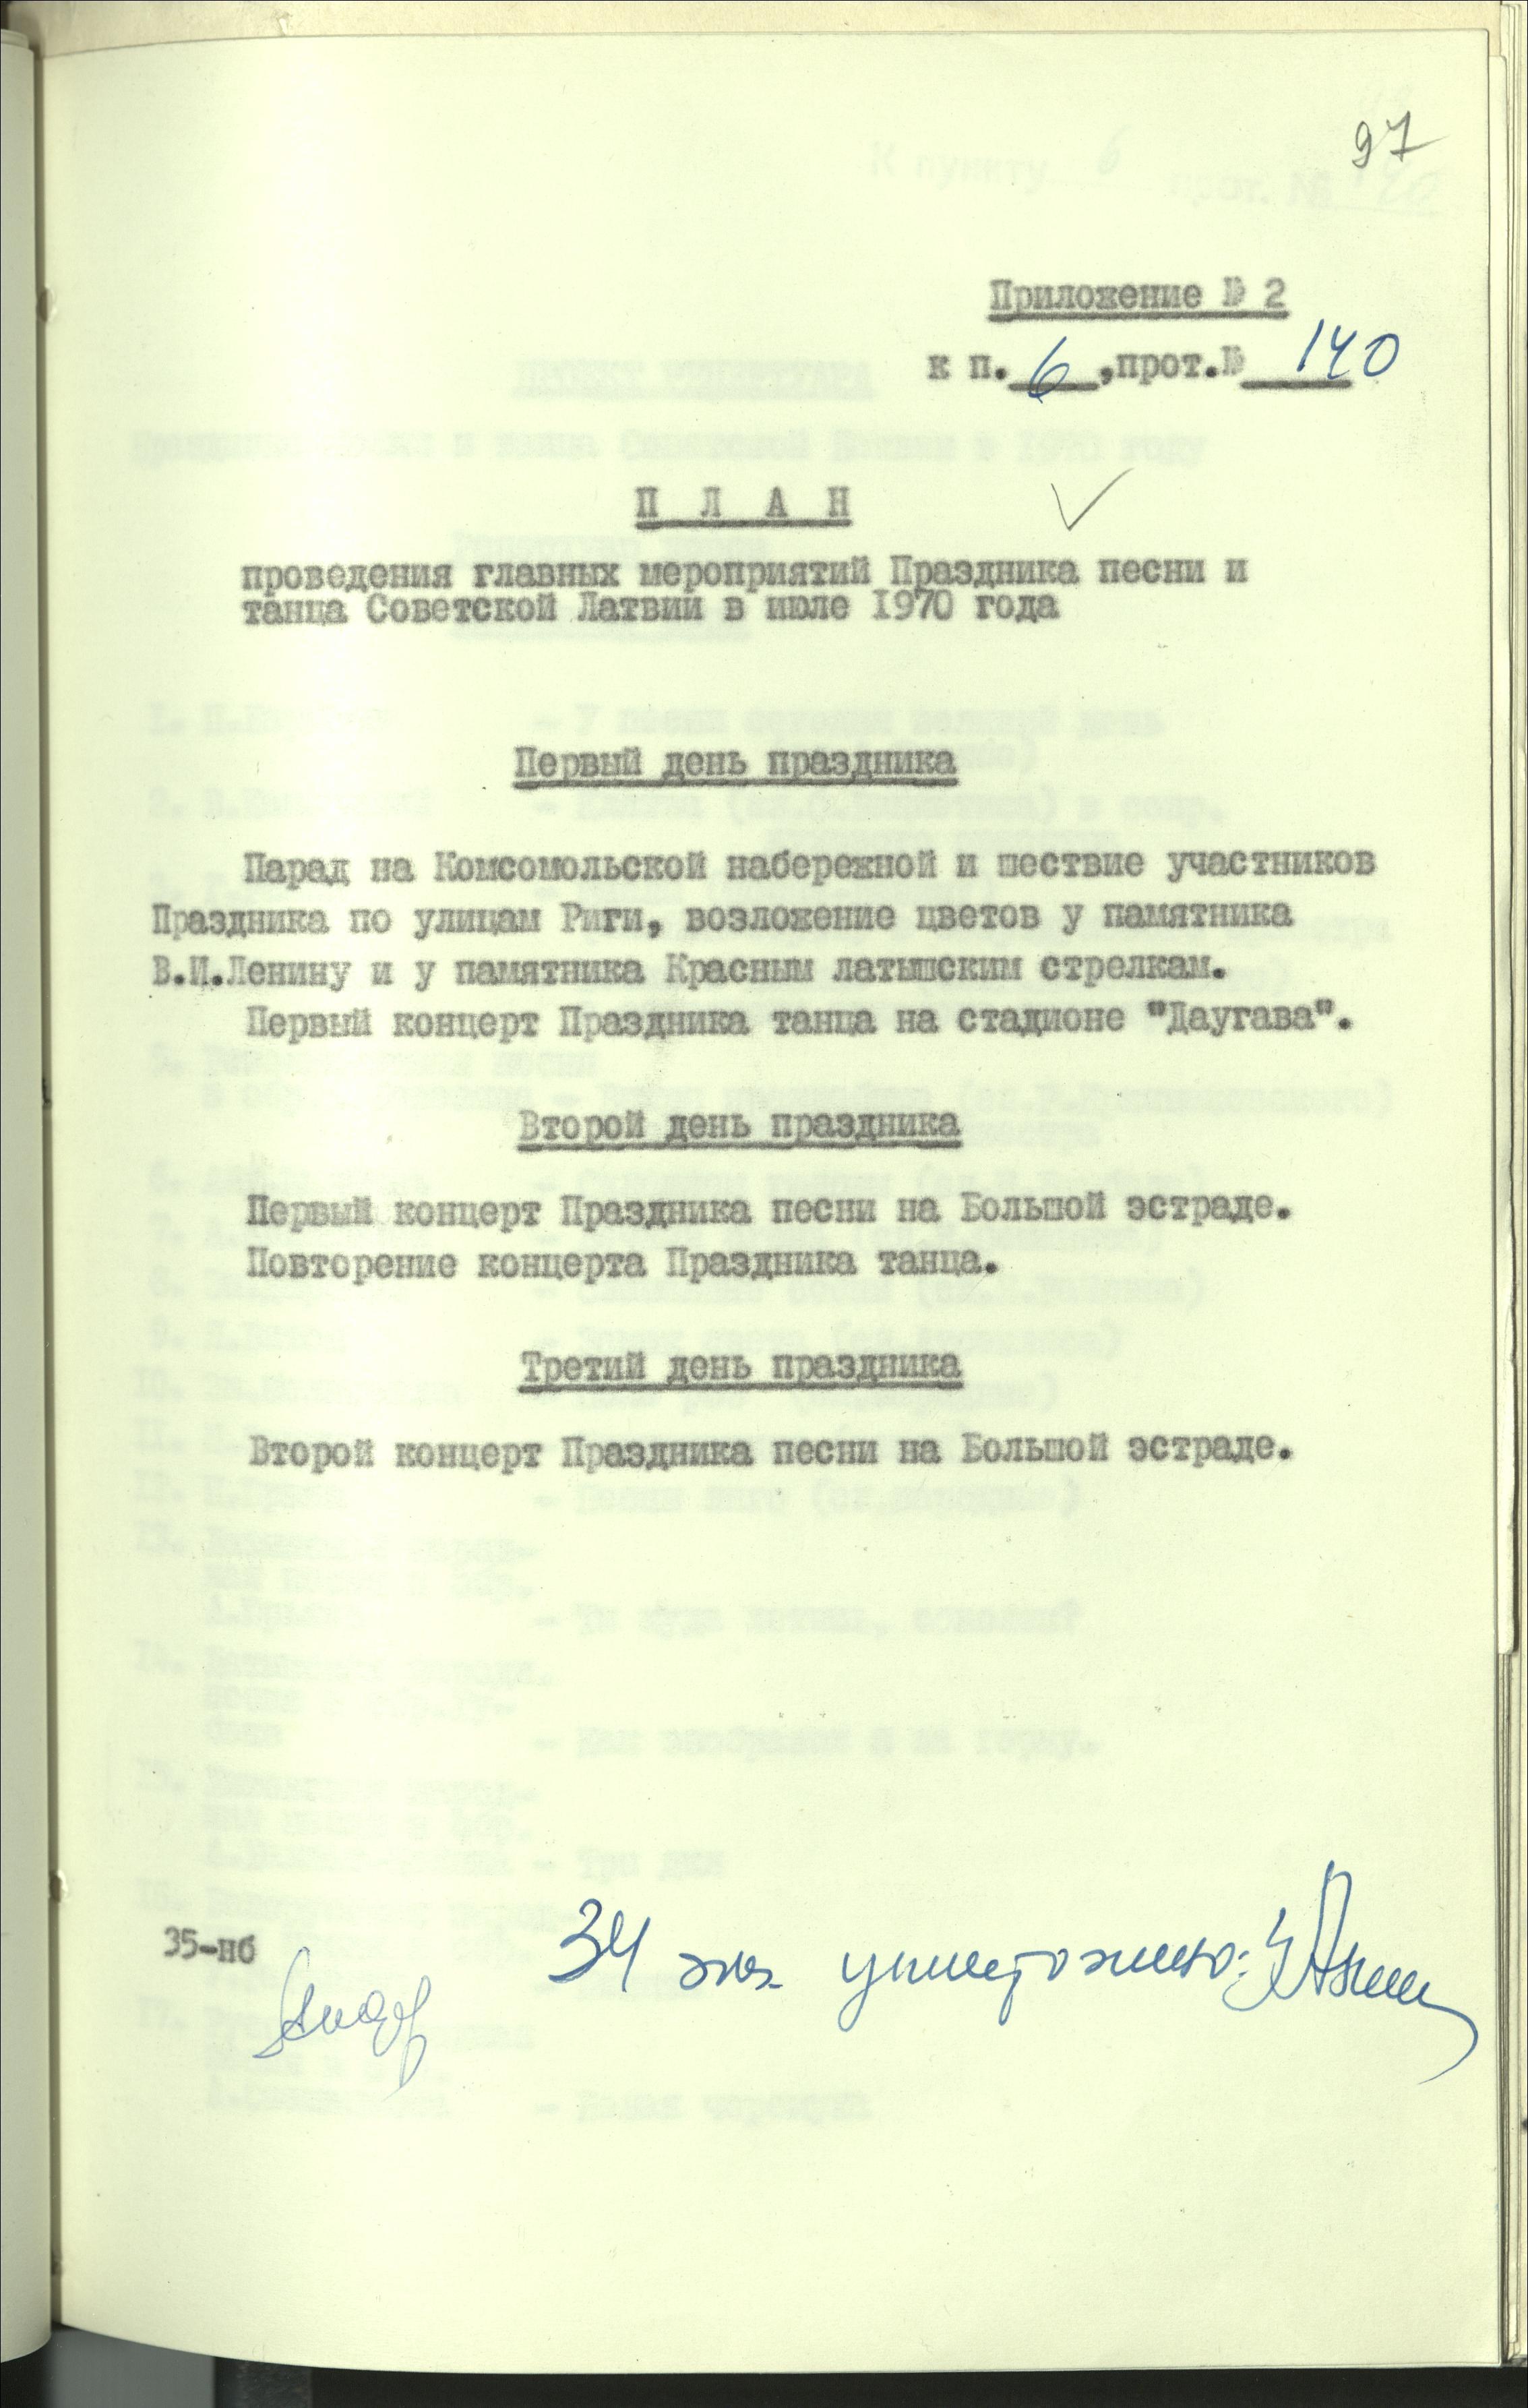 97
Приложение № 2
к п. 6, прот.№ 140
П Л А Н
проведения главных мероприятий Праздника песни и
танца Советской Латвии в июле 1970 года
Первый день праздника
Парад на Комсомольской набережной и шествие участников
Праздника по улицам Риги, возложение цветов у памятника
В.И.Ленину и у памятника Красным латышским стрелкам.
Первый концерт Праздника танца на стадионе "Даугава".
Второй день праздника
Первый концерт Праздника песни на Большой эстраде.
Повторение концерта Праздника танца.
Третий день праздника
Второй концерт Праздника песни на Большой эстраде.
35-нб
34 экз. уничтожено: